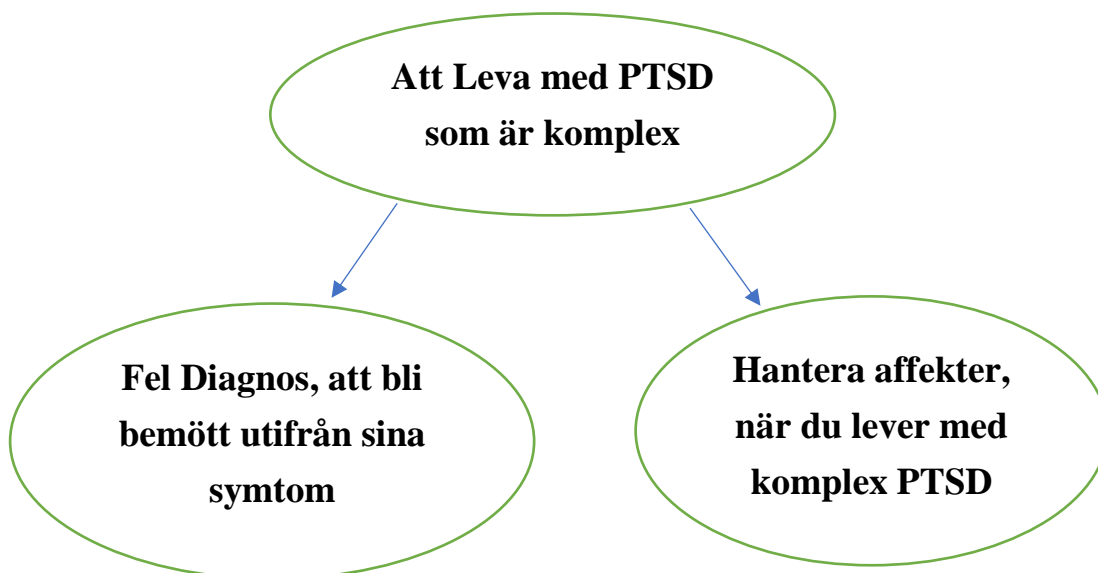 Att Leva med PTSD
som är komplex
Fel Diagnos, att bli
bemött utifrån sina
symtom
Hantera affekter,
när du lever med
komplex PTSD